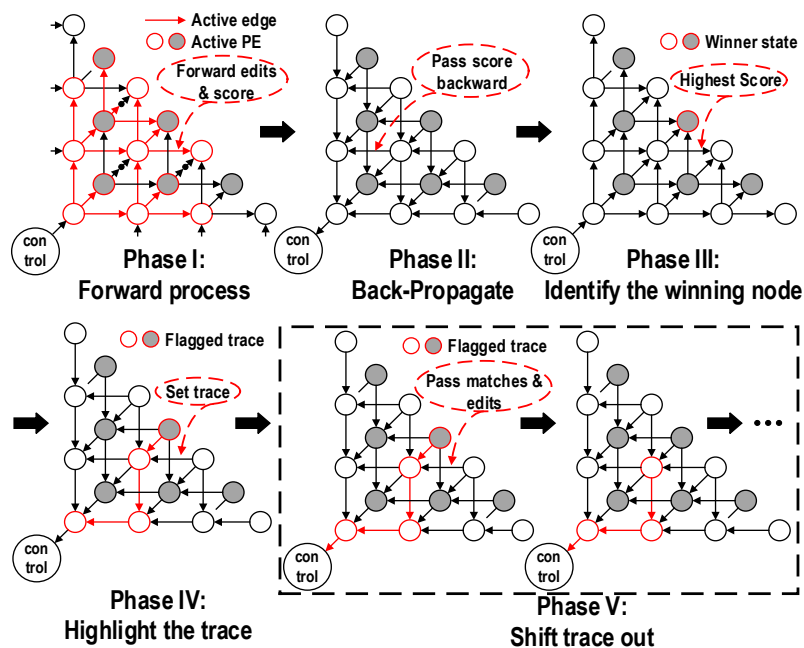 Active edge
Active PE
Forward edits
& score
con
trol
Phase I:
Forward process
Pass score
backward
Phase II:
Back-Propagate
Winner state
Highest Score
con
trol
Phase III:
Identify the winning node
Flagged trace
Set trace
con
trol
Phase IV:
Highlight the trace
Flagged trace
Pass matches &
edits
con
trol
con
trol
Phase V:
Shift trace out